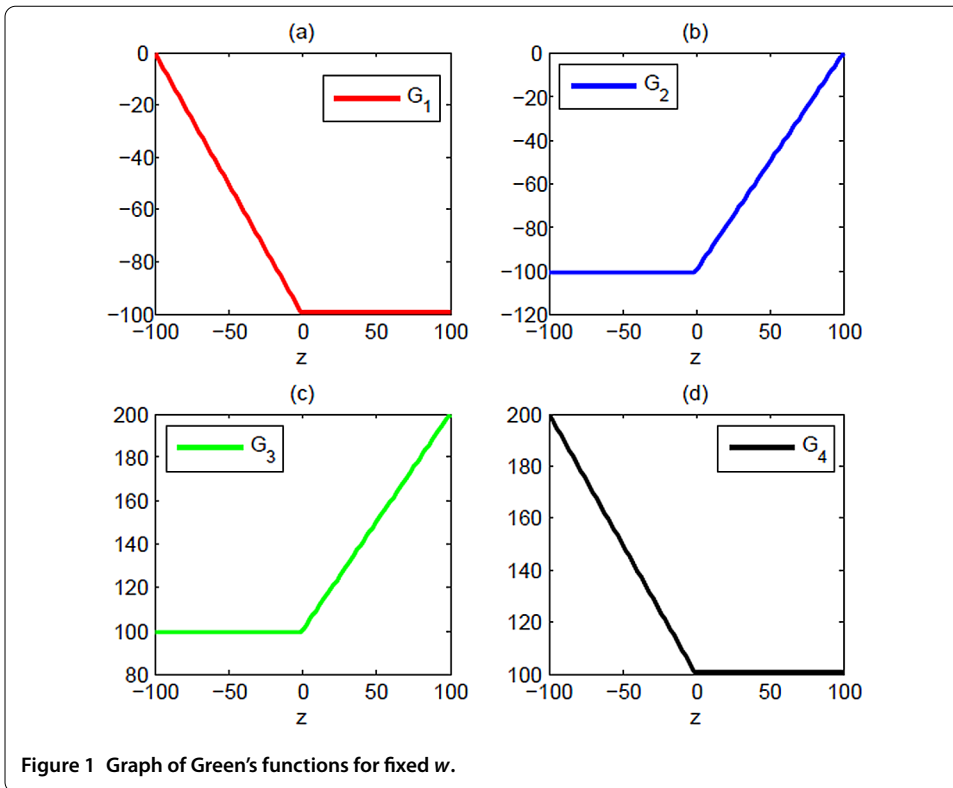 (a)
0
−20
−40
−60
−80
−100
−100 −50 0 50 100
z
G1
(b)
0
−20
−40
−60
−80
−100
−120
−100 −50 0 50 100
z
G2
(c)
200
180
160
140
120
100
80
−100 −50 0 50 100
z
G3
(d)
200
180
160
140
120
100
−100 −50 0 50 100
z
G4
Figure 1 Graph of Green's functions for fixed w.